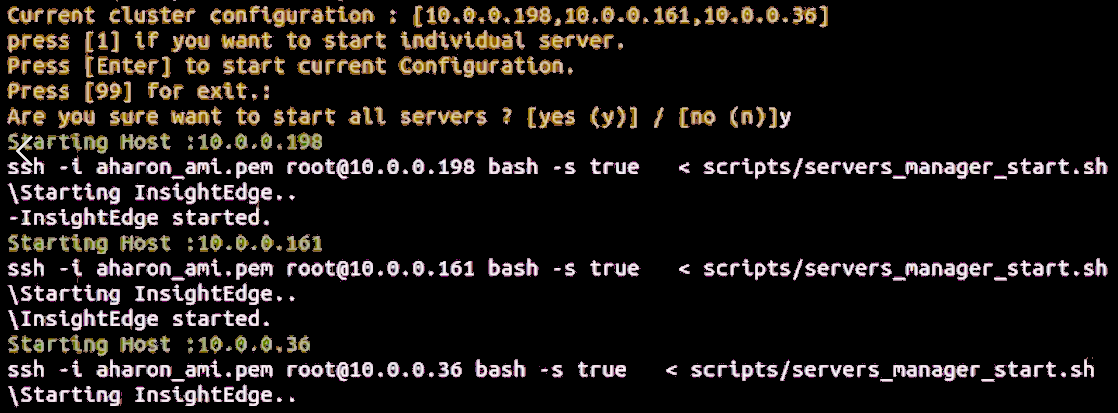 Current cluster configuration : [10.0.0.198,10.0.0.161,10.0.0.36]
press [1] if you want to start individual server.
Press [Enter] to start current Configuration.
Press [99] for exit.:
Are you sure want to start all servers ? [yes (y)] / [no (n)]y
Starting Host :10.0.0.198
ssh -i aharon_ami.pem root@10.0.0.198 bash -s true   < scripts/servers_manager_start.sh
\Starting InsightEdge..
-InsightEdge started.
Starting Host :10.0.0.161
ssh -i aharon_ami.pem root@10.0.0.161 bash -s true   < scripts/servers_manager_start.sh
\Starting InsightEdge..
\InsightEdge started.
Starting Host :10.0.0.36
ssh -i aharon_ami.pem root@10.0.0.36 bash -s true   < scripts/servers_manager_start.sh
\Starting InsightEdge..